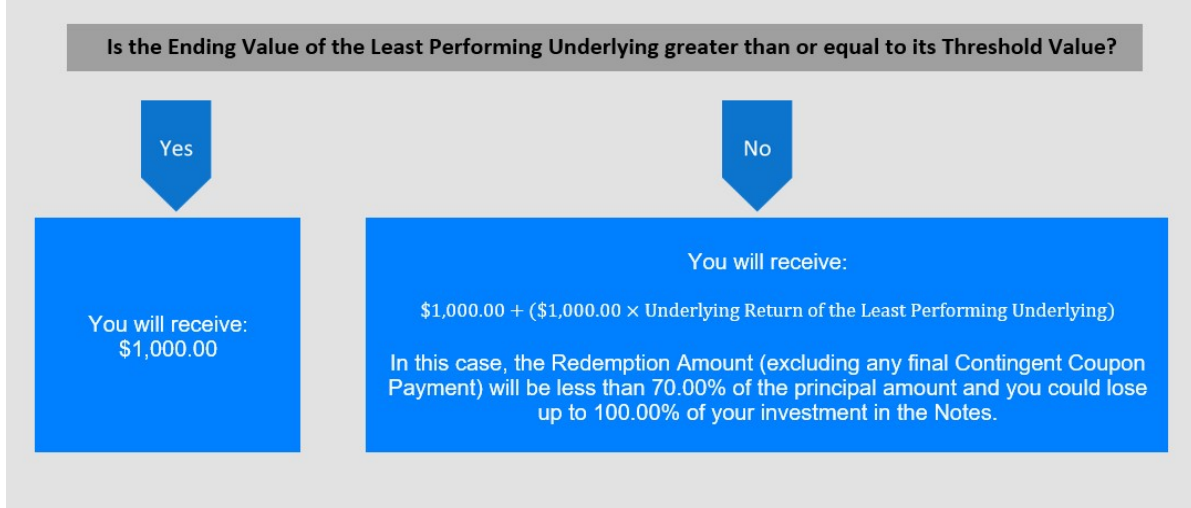 Is the Ending Value of the Least Performing Underlying greater than or equal to its Threshold Value?
Yes
No
You will receive:
$1,000.00
You will receive:
$1,000.00 + ($1,000.00 × Underlying Return of the Least Performing Underlying)
In this case, the Redemption Amount (excluding any final Contingent Coupon
Payment) will be less than 70.00% of the principal amount and you could lose
up to 100.00% of your investment in the Notes.